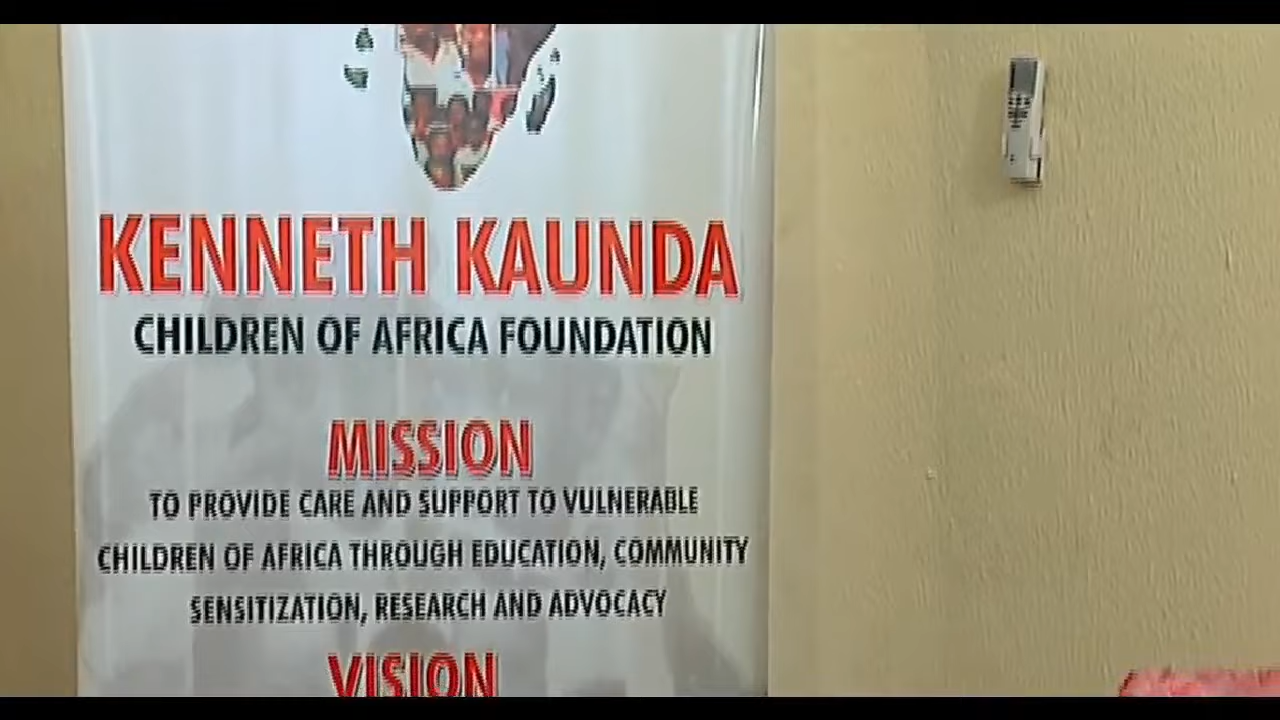 KENNETH KAUNDA
CHILDREN OF AFRICA FOUNDATION
MISSION
TO PROVIDE CARE AND SUPPORT TO VULNERABLE
CHILDREN OF AFRICA THROUGH EDUCATION, COMMUNITY
SENSITIZATION, RESEARCH AND ADVOCACY
VISION